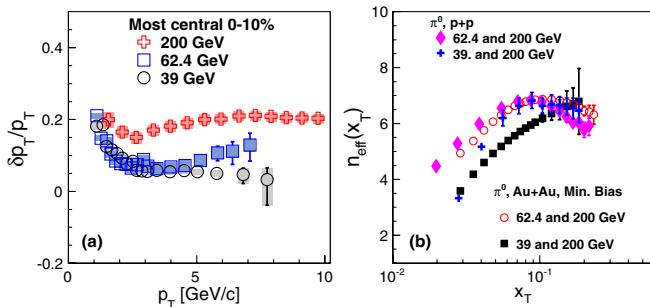 Most central 0-10%
200 GeV
62.4 GeV
39 GeV
0.4
0.2
0
-0.2
δp_T/p_T
(a)
0
5
10
p_T [GeV/c]
π⁰, p+p
62.4 and 200 GeV
39. and 200 GeV
10
8
6
4
n_eff(x_T)
π⁰, Au+Au, Min. Bias
62.4 and 200 GeV
39 and 200 GeV
(b)
10⁻²
10⁻¹
x_T